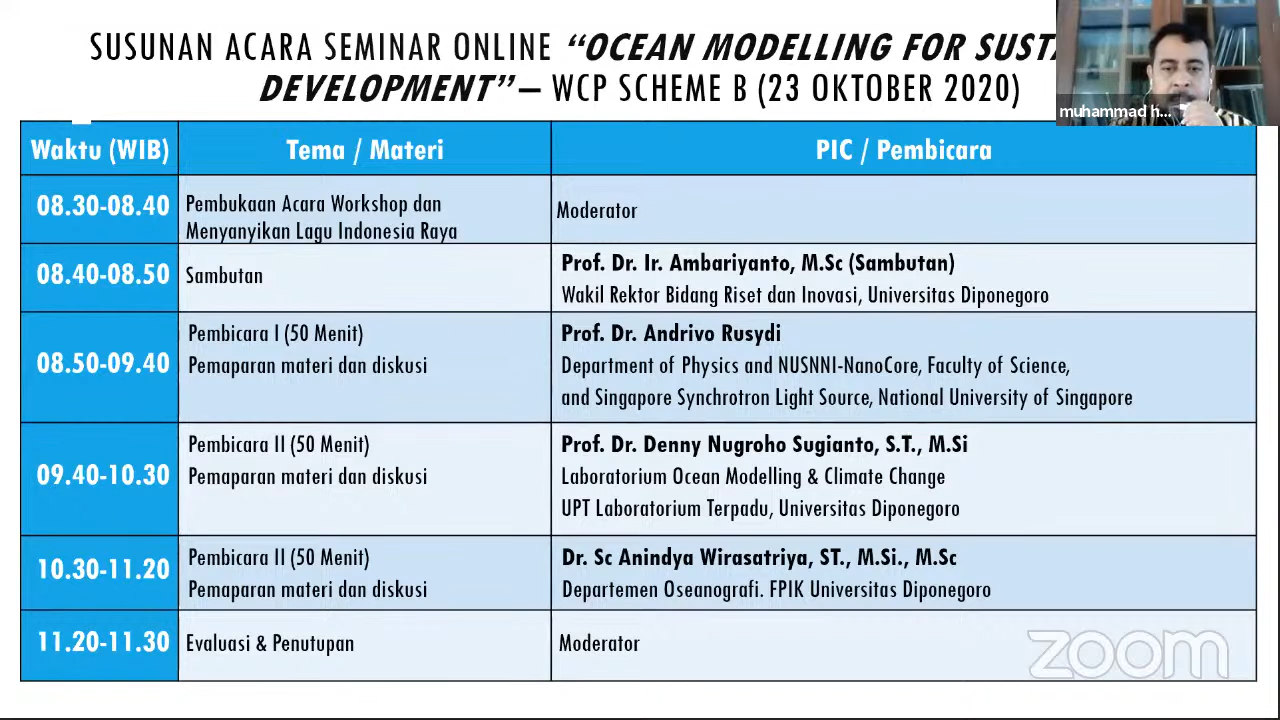 SUSUNAN ACARA SEMINAR ONLINE “OCEAN MODELLING FOR
DEVELOPMENT” – WCP SCHEME B (23 OKTOBER 2020)
muhammad h...
Waktu (WIB) Tema / Materi PIC / Pembicara
08.30-08.40 Pembukaan Acara Workshop dan
Menyanyikan Lagu Indonesia Raya
Moderator
08.40-08.50 Sambutan
Prof. Dr. Ir. Ambariyanto, M.Sc (Sambutan)
Wakil Rektor Bidang Riset dan Inovasi, Universitas Diponegoro
08.50-09.40
Pembicara I (50 Menit)
Pemaparan materi dan diskusi
Prof. Dr. Andrivo Rusydi
Department of Physics and NUSNNI-NanoCore, Faculty of Science,
and Singapore Synchrotron Light Source, National University of Singapore
09.40-10.30
Pembicara II (50 Menit)
Pemaparan materi dan diskusi
Prof. Dr. Denny Nugroho Sugianto, S.T., M.Si
Laboratorium Ocean Modelling & Climate Change
UPT Laboratorium Terpadu, Universitas Diponegoro
10.30-11.20
Pembicara II (50 Menit)
Pemaparan materi dan diskusi
Dr. Sc Anindya Wirasatriya, ST., M.Si., M.Sc
Departemen Oseanografi. FPIK Universitas Diponegoro
11.20-11.30 Evaluasi & Penutupan Moderator
zoom